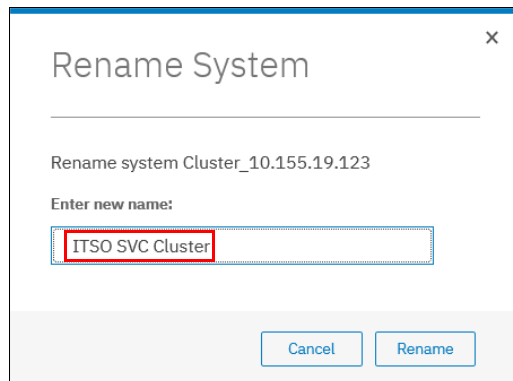 Rename System
Rename system Cluster_10.155.19.123
Enter new name:
ITSO SVC Cluster
Cancel Rename